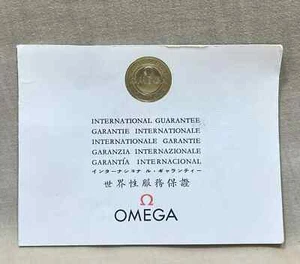 INTERNATIONAL GUARANTEE
GARANTIE INTERNATIONALE
INTERNATIONALE GARANTIE
GARANZIA INTERNAZIONALE
GARANTÍA INTERNACIONAL
インターナショナル・ギャランティー
世界性服務保證
Ω
OMEGA